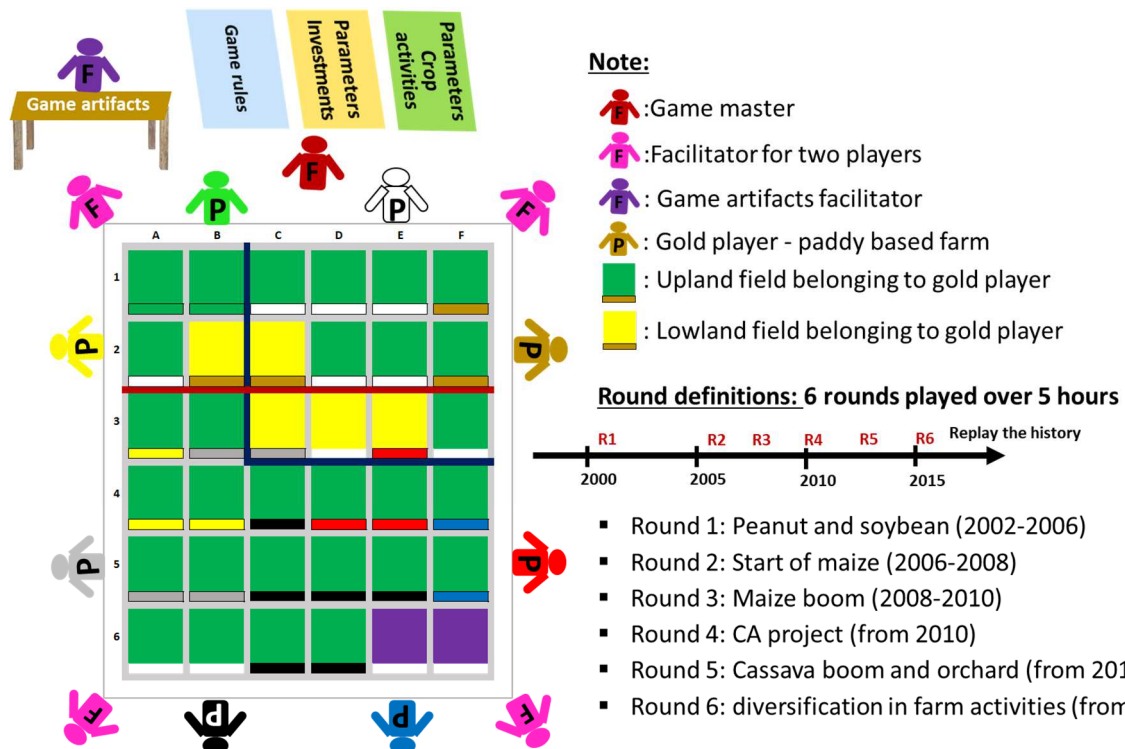 Game rules
Parameters
Investments
Parameters
Crop
activities
F
Game artifacts
F
F
P
P
F
A B C D E F
1
2
3
4
5
6
P
P
P
P
F
P
P
F
Note:
F :Game master
F :Facilitator for two players
F : Game artifacts facilitator
P : Gold player - paddy based farm
: Upland field belonging to gold player
: Lowland field belonging to gold player
Round definitions: 6 rounds played over 5 hours
R1 R2 R3 R4 R5 R6 Replay the history
2000 2005 2010 2015
▪ Round 1: Peanut and soybean (2002-2006)
▪ Round 2: Start of maize (2006-2008)
▪ Round 3: Maize boom (2008-2010)
▪ Round 4: CA project (from 2010)
▪ Round 5: Cassava boom and orchard (from 201
▪ Round 6: diversification in farm activities (from